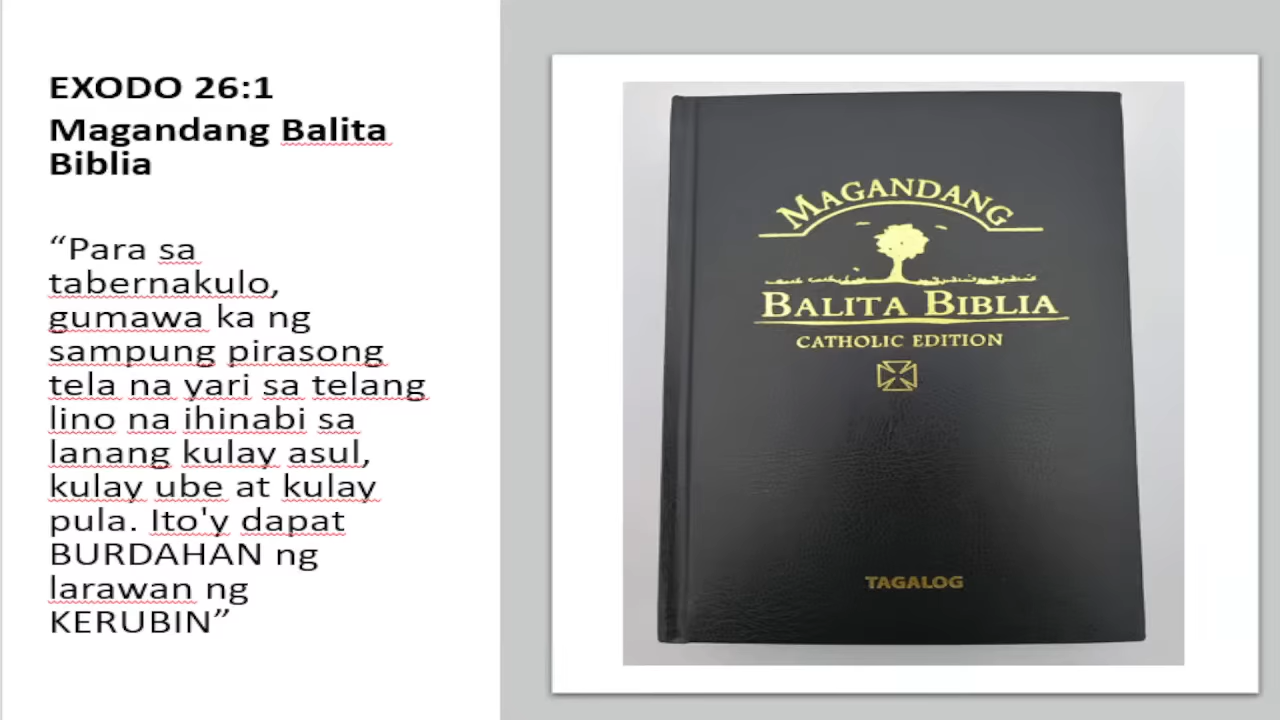 EXODO 26:1
Magandang Balita
Biblia
“Para sa
tabernakulo,
gumawa ka ng
sampung pirasong
tela na yari sa telang
lino na ihinabi sa
lanang kulay asul,
kulay ube at kulay
pula. Ito'y dapat
BURDAHAN ng
larawan ng
KERUBIN”
MAGANDANG
BALITA BIBLIA
CATHOLIC EDITION
TAGALOG